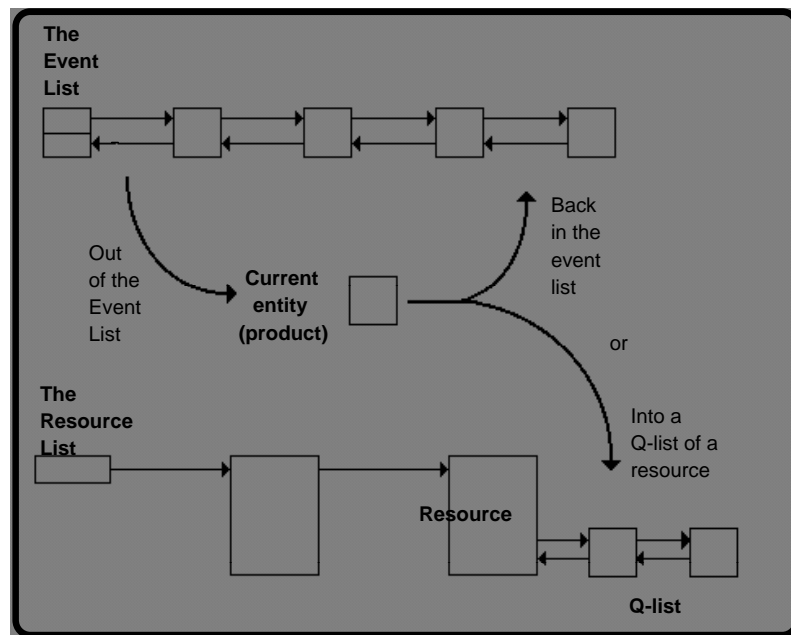 The
Event
List
Out
of the
Event
List
Current
entity
(product)
Back
in the
event
list
or
The
Resource
List
Into a
Q-list of a
resource
Resource
Q-list